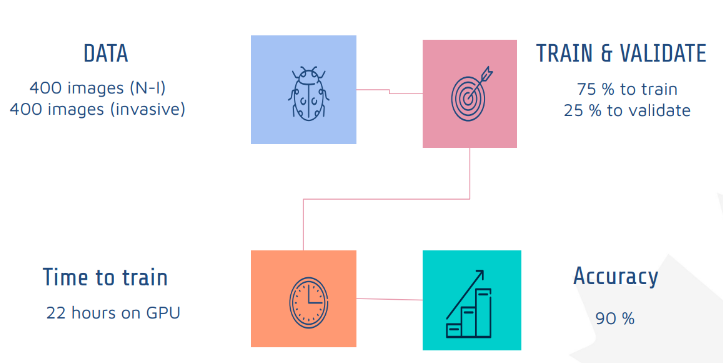 DATA
400 images (N-I)
400 images (invasive)
TRAIN & VALIDATE
75 % to train
25 % to validate
Time to train
22 hours on GPU
Accuracy
90 %